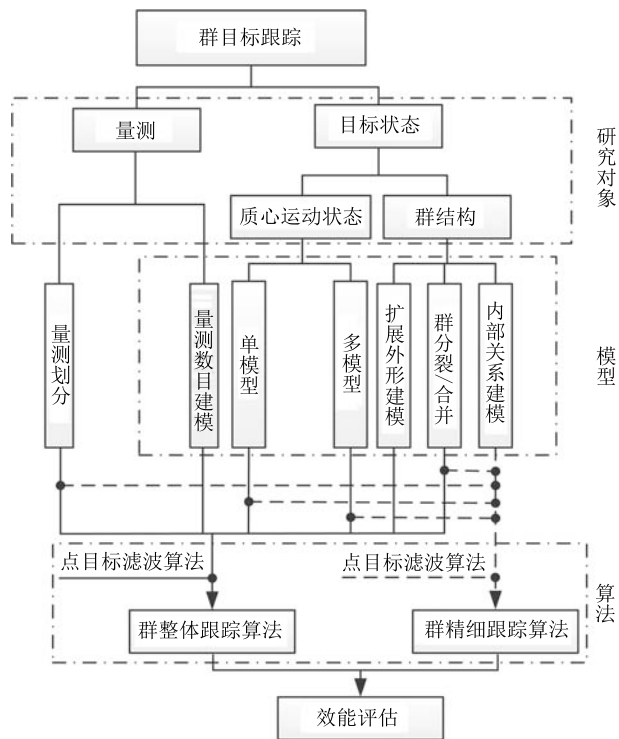 群目标跟踪
量测
目标状态
研究对象
质心运动状态
群结构
量测划分
量测数目建模
单模型
多模型
扩展外形建模
群分裂/合并
内部关系建模
模型
点目标滤波算法
点目标滤波算法
算法
群整体跟踪算法
群精细跟踪算法
效能评估